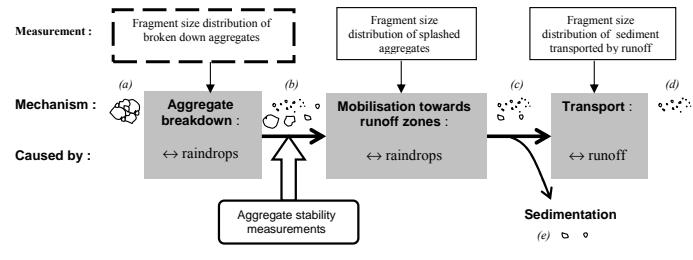 Measurement :
Fragment size distribution of
broken down aggregates
Fragment size
distribution of splashed
aggregates
Fragment size
distribution of sediment
transported by runoff
(a)
(b)
(c)
(d)
Mechanism :
Aggregate
breakdown :
Mobilisation towards
runoff zones :
Transport :
Caused by :
↔ raindrops
↔ raindrops
↔ runoff
Aggregate stability
measurements
Sedimentation
(e)